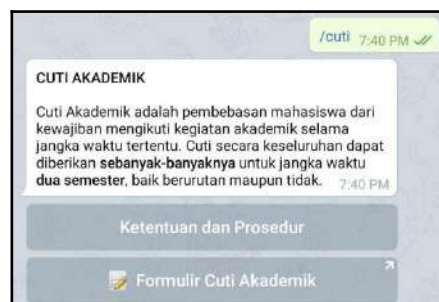 /cuti 7:40 PM
CUTI AKADEMIK
Cuti Akademik adalah pembebasan mahasiswa dari
kewajiban mengikuti kegiatan akademik selama
jangka waktu tertentu. Cuti secara keseluruhan dapat
diberikan sebanyak-banyaknya untuk jangka waktu
dua semester, baik berurutan maupun tidak. 7:40 PM
Ketentuan dan Prosedur
Formulir Cuti Akademik